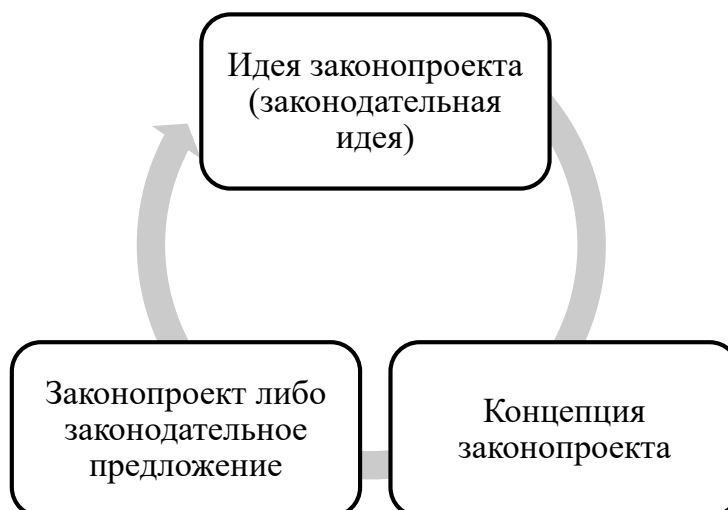 Идея законопроекта
(законодательная
идея)
Законопроект либо
законодательное
предложение
Концепция
законопроекта